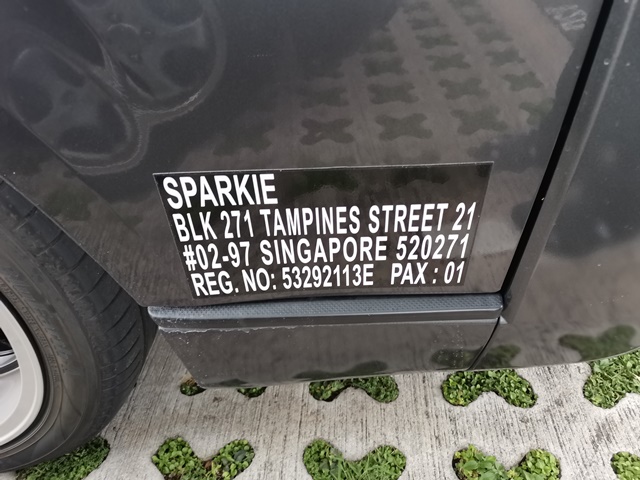 SPARKIE
BLK 271 TAMPINES STREET 21
#02-97 SINGAPORE 520271
REG. NO: 53292113E PAX : 01